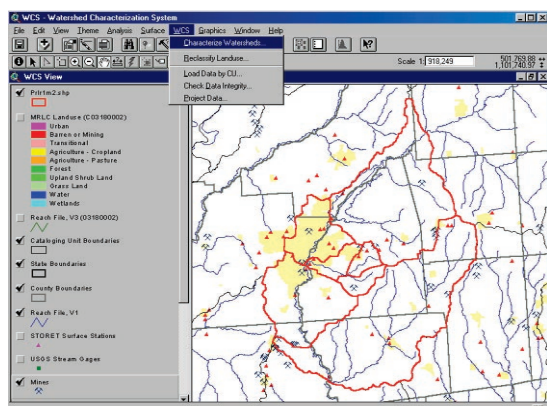 WCS - Watershed Characterization System
File Edit View Theme Analysis Surface WCS Graphics Window Help
Characterize Watersheds...
Reclassify Landuse...
Load Data by CU...
Check Data Integrity...
Project Data...
Scale 1: 918,249
501,769.88
1,101,740.97
WCS View
Prlr1m2.shp
MRLC Landuse (C03180002)
Urban
Barren or Mining
Transitional
Agriculture - Cropland
Agriculture - Pasture
Forest
Upland Shrub Land
Grass Land
Water
Wetlands
Reach File, V3 (03180002)
Cataloging Unit Boundaries
State Boundaries
County Boundaries
Reach File, V1
STORET Surface Stations
USGS Stream Gages
Mines